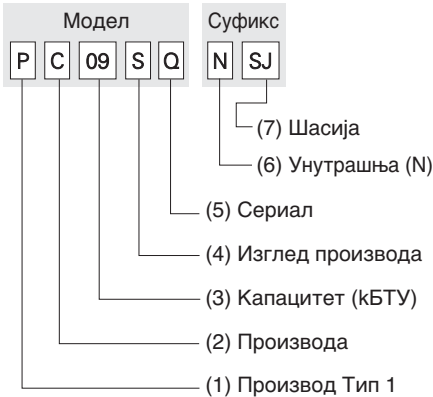 Модел Суфикс
P C 09 S Q N SJ
(7) Шасија
(6) Унутрашња (N)
(5) Сериал
(4) Изглед производа
(3) Капацитет (kБТУ)
(2) Производа
(1) Производ Тип 1